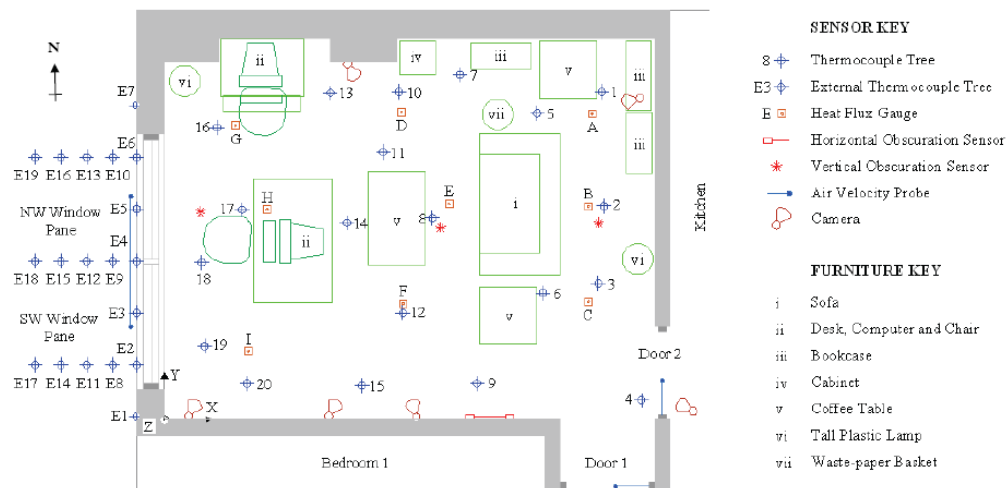 N
E7
E6
E19 E16 E13 E10
NW Window
Pane
E5
E4
E18 E15 E12 E9
SW Window
Pane
E3
E2
E17 E14 E11 E8
E1
Y
X
Z
vi
ii
13
iv
10
D
7
iii
v
1
iii
16
G
11
vii
5
A
iii
17
H
ii
14
v
E
8
i
B
2
18
F
12
v
6
vi
3
C
19
I
20
15
9
4
Door 2
Kitchen
Bedroom 1
Door 1
SENSOR KEY
8 Thermocouple Tree
E3 External Thermocouple Tree
E Heat Flux Gauge
Horizontal Obscuration Sensor
Vertical Obscuration Sensor
Air Velocity Probe
Camera
FURNITURE KEY
i Sofa
ii Desk, Computer and Chair
iii Bookcase
iv Cabinet
v Coffee Table
vi Tall Plastic Lamp
vii Waste-paper Basket